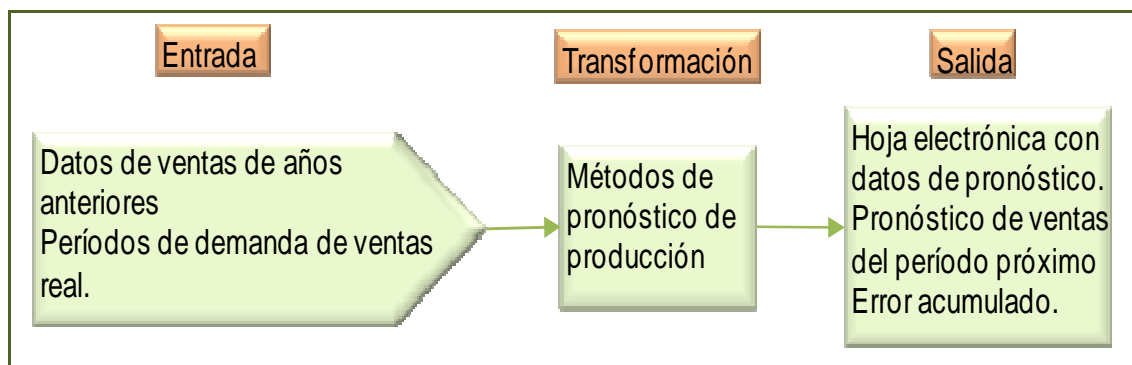 Entrada
Transformación
Salida
Datos de ventas de años
anteriores
Períodos de demanda de ventas
real.
Métodos de
pronóstico de
producción
Hoja electrónica con
datos de pronóstico.
Pronóstico de ventas
del período próximo
Error acumulado.